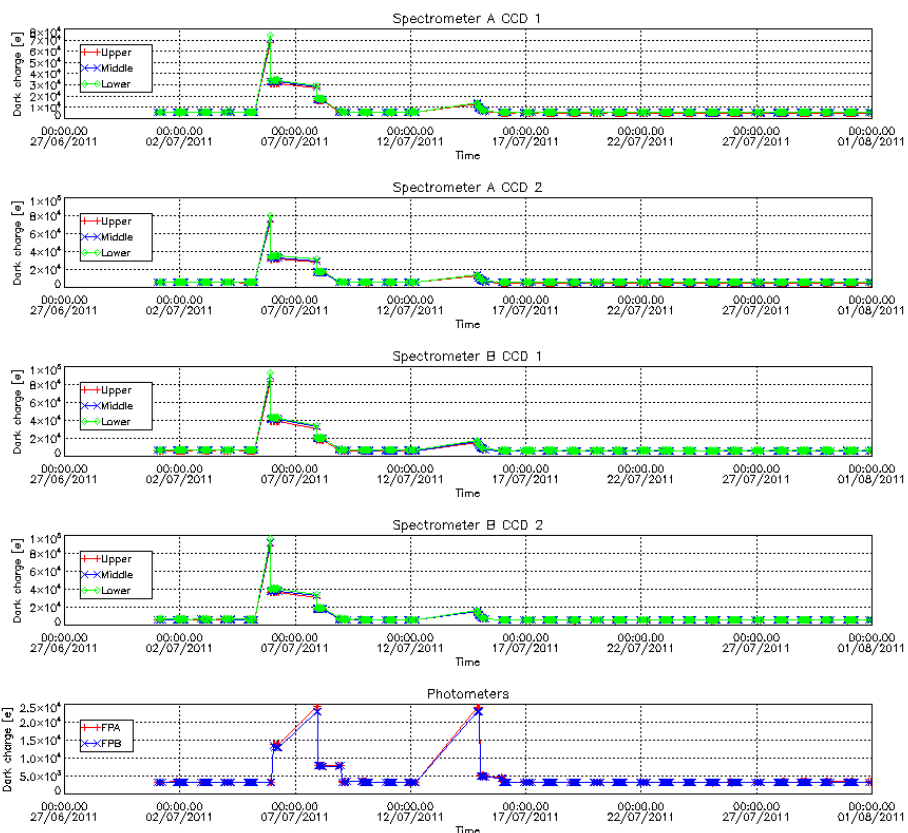 Spectrometer A CCD 1
Dark charge [e]
8×10⁴
7×10⁴
6×10⁴
5×10⁴
4×10⁴
3×10⁴
2×10⁴
1×10⁴
0
Upper
Middle
Lower
00:00:00 00:00:00 00:00:00 00:00:00 00:00:00 00:00:00 00:00:00 00:00:00
27/06/2011 02/07/2011 07/07/2011 12/07/2011 17/07/2011 22/07/2011 27/07/2011 01/08/2011
Time
Spectrometer A CCD 2
Dark charge [e]
1×10⁵
8×10⁴
6×10⁴
4×10⁴
2×10⁴
0
Upper
Middle
Lower
00:00:00 00:00:00 00:00:00 00:00:00 00:00:00 00:00:00 00:00:00 00:00:00
27/06/2011 02/07/2011 07/07/2011 12/07/2011 17/07/2011 22/07/2011 27/07/2011 01/08/2011
Time
Spectrometer B CCD 1
Dark charge [e]
1×10⁵
8×10⁴
6×10⁴
4×10⁴
2×10⁴
0
Upper
Middle
Lower
00:00:00 00:00:00 00:00:00 00:00:00 00:00:00 00:00:00 00:00:00 00:00:00
27/06/2011 02/07/2011 07/07/2011 12/07/2011 17/07/2011 22/07/2011 27/07/2011 01/08/2011
Time
Spectrometer B CCD 2
Dark charge [e]
1×10⁵
8×10⁴
6×10⁴
4×10⁴
2×10⁴
0
Upper
Middle
Lower
00:00:00 00:00:00 00:00:00 00:00:00 00:00:00 00:00:00 00:00:00 00:00:00
27/06/2011 02/07/2011 07/07/2011 12/07/2011 17/07/2011 22/07/2011 27/07/2011 01/08/2011
Time
Photometers
Dark charge [e]
2.5×10⁴
2.0×10⁴
1.5×10⁴
1.0×10⁴
5.0×10³
0
FPA
FPB
00:00:00 00:00:00 00:00:00 00:00:00 00:00:00 00:00:00 00:00:00 00:00:00
27/06/2011 02/07/2011 07/07/2011 12/07/2011 17/07/2011 22/07/2011 27/07/2011 01/08/2011
Time